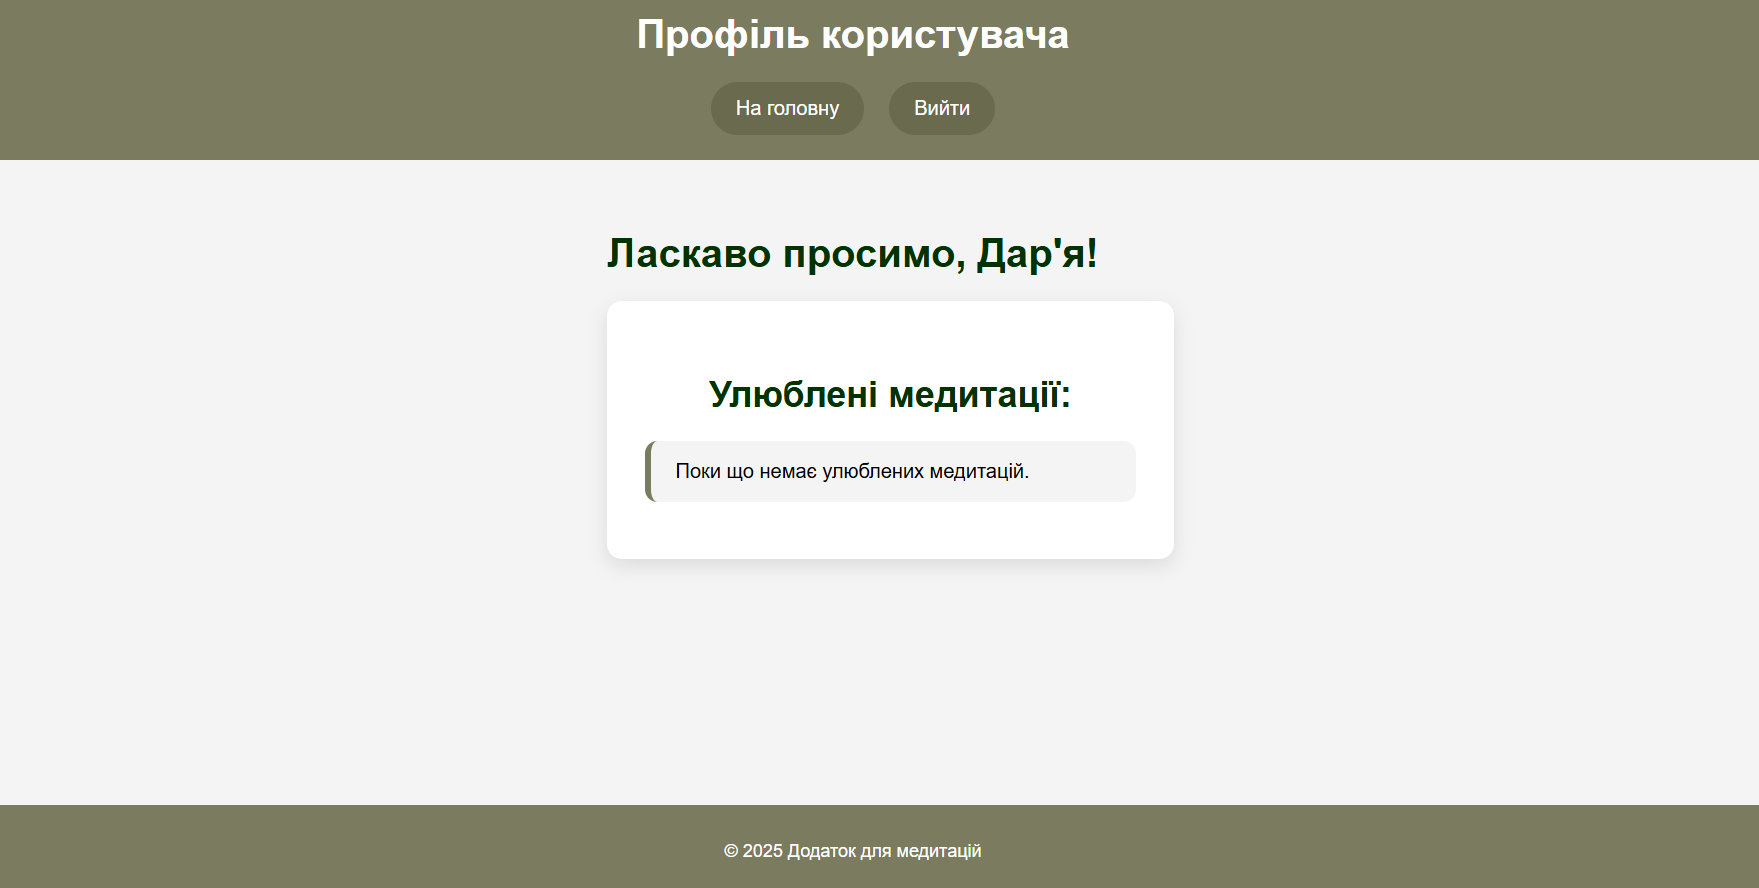 Профіль користувача
На головну
Вийти
Ласкаво просимо, Дар'я!
Улюблені медитації:
Поки що немає улюблених медитацій.
© 2025 Додаток для медитацій